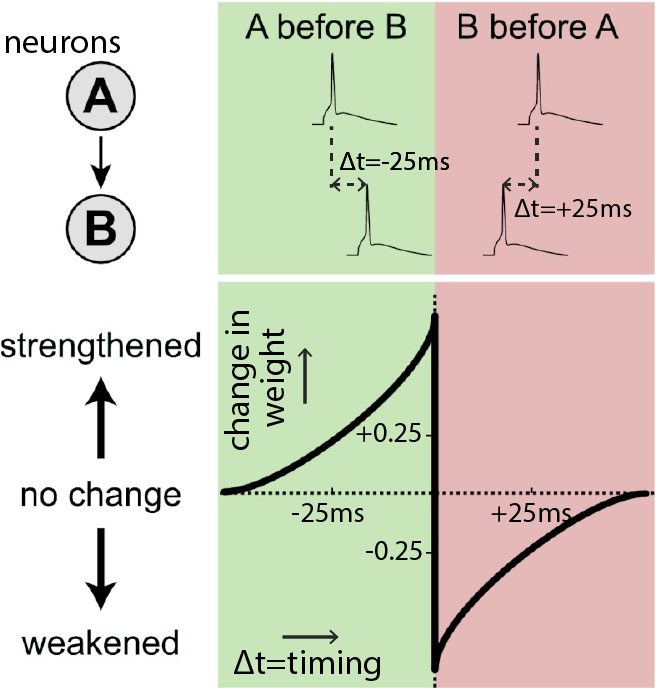 neurons
A
B
A before B
B before A
Δt=-25ms
Δt=+25ms
strengthened
no change
weakened
change in
weight
+0.25
-25ms
+25ms
-0.25
Δt=timing